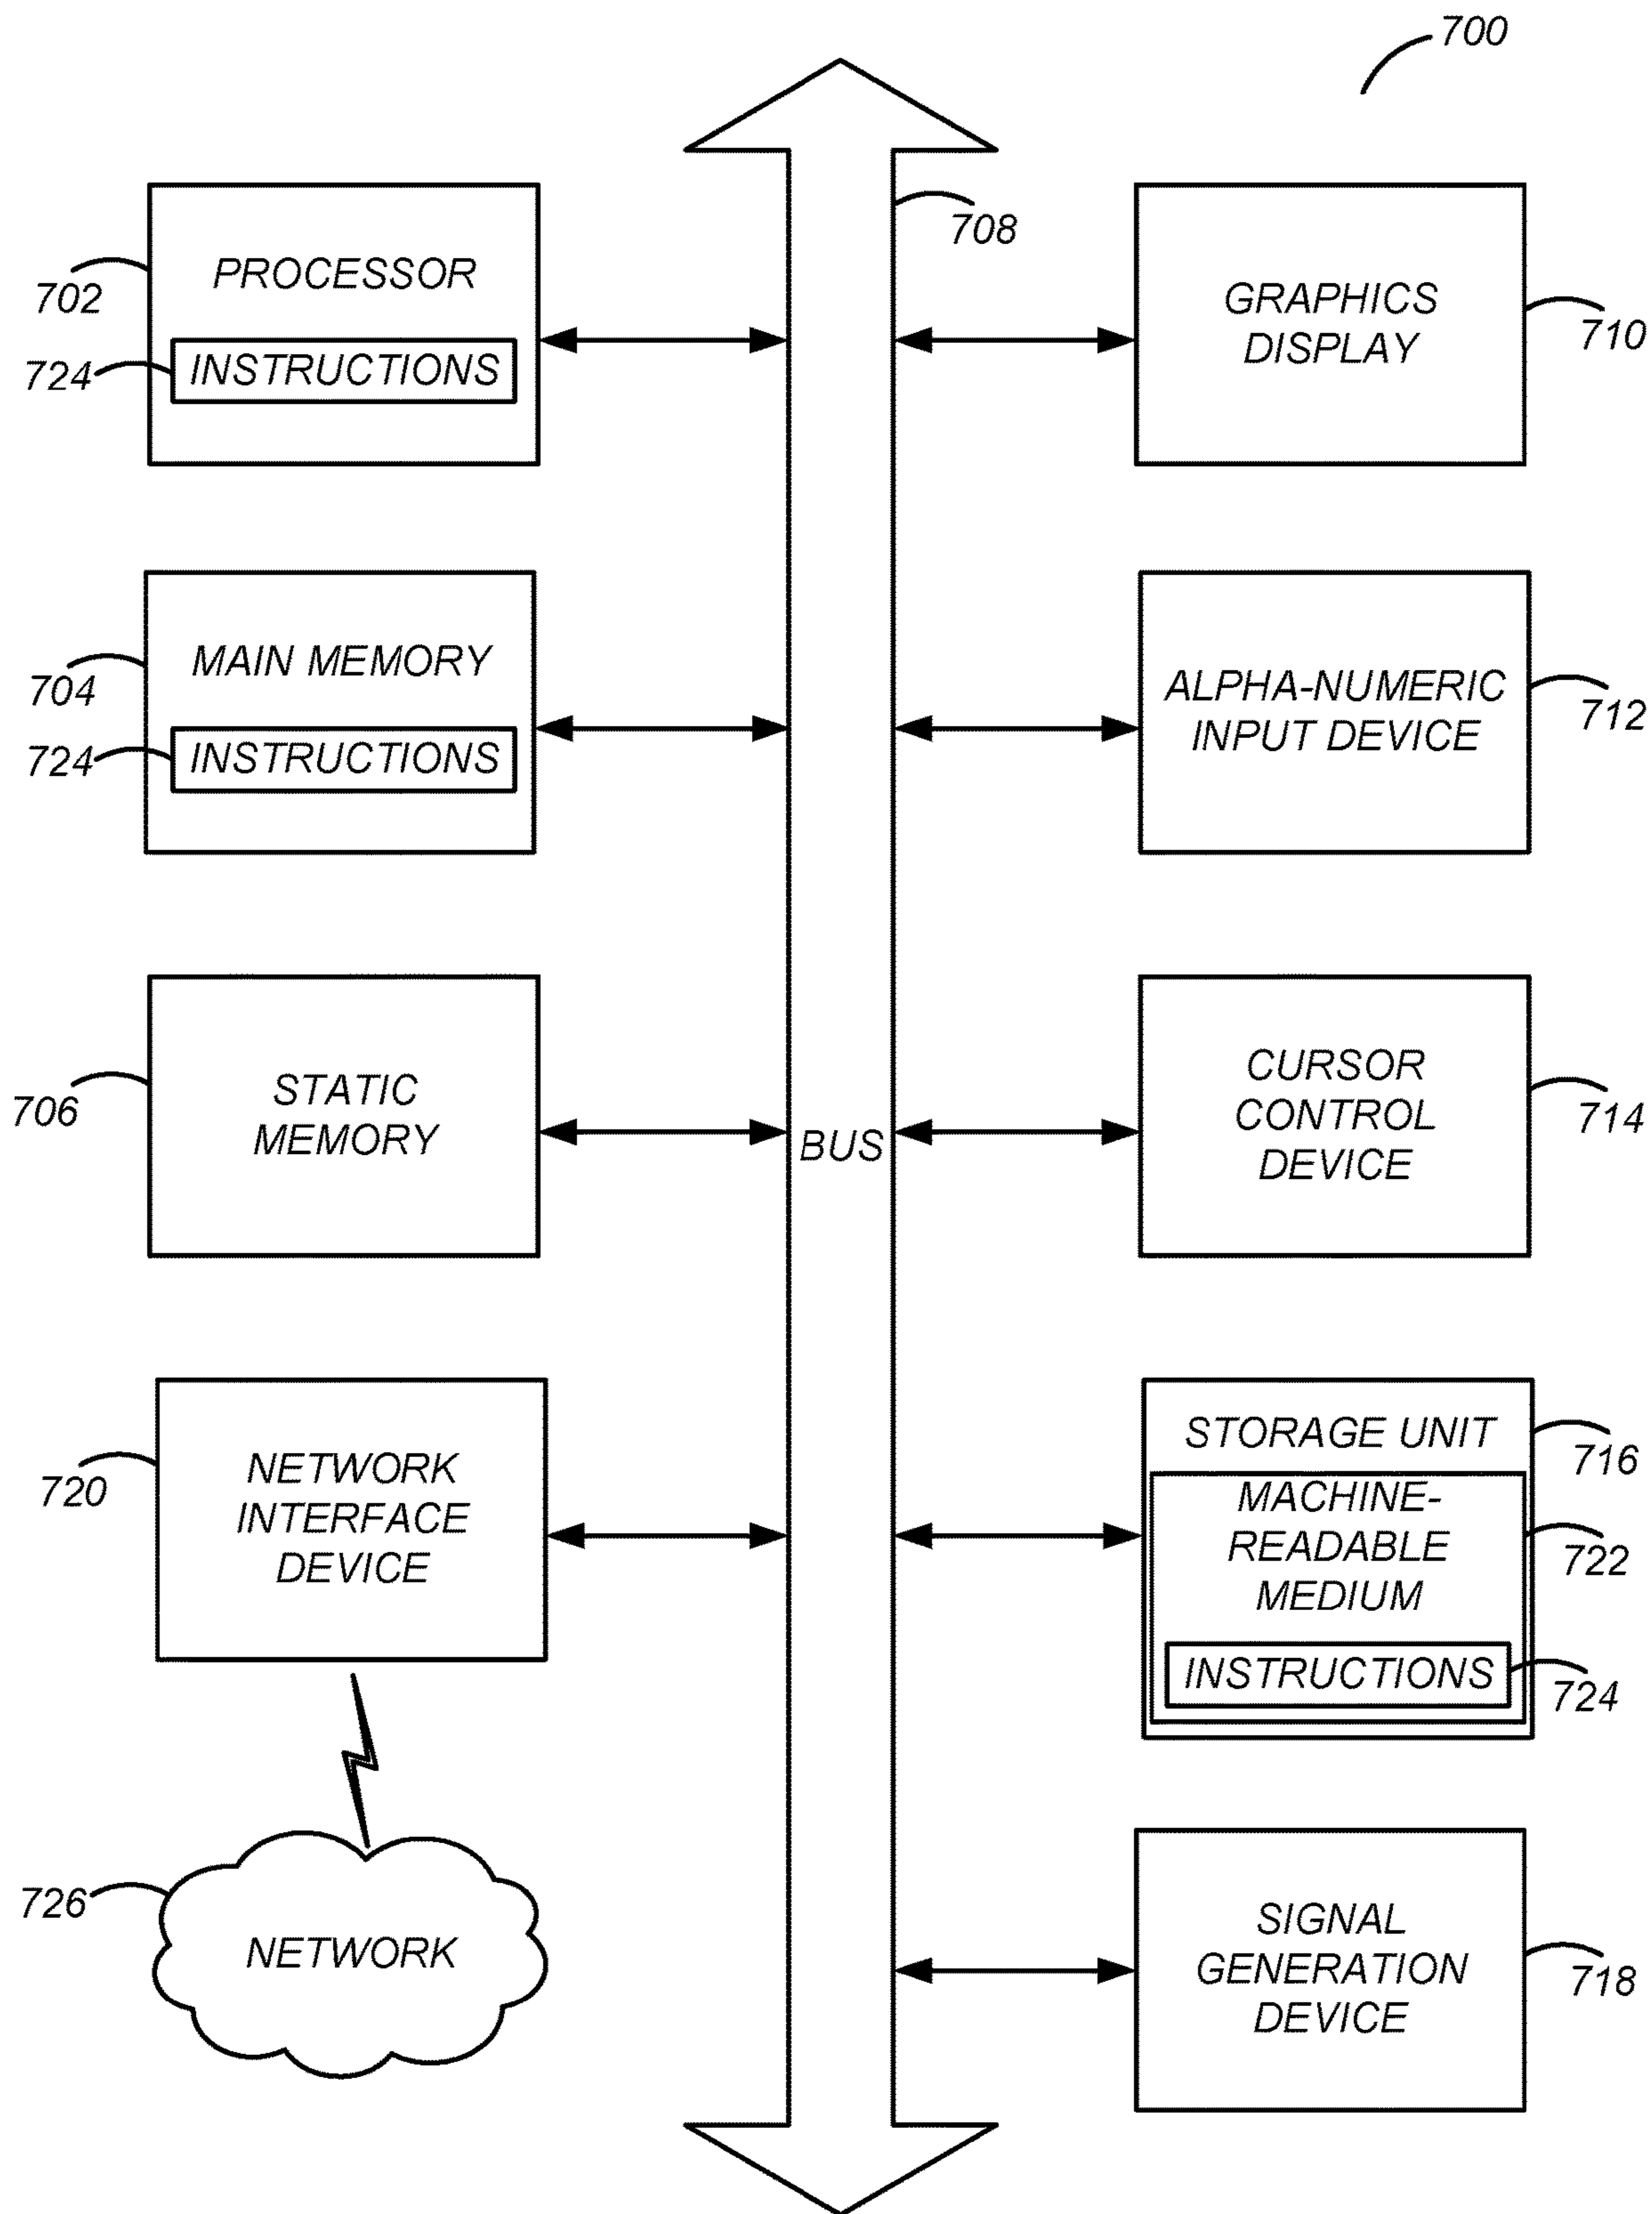 700
708
702
PROCESSOR
724
INSTRUCTIONS
GRAPHICS
DISPLAY
710
704
MAIN MEMORY
724
INSTRUCTIONS
ALPHA-NUMERIC
INPUT DEVICE
712
706
STATIC
MEMORY
BUS
CURSOR
CONTROL
DEVICE
714
720
NETWORK
INTERFACE
DEVICE
STORAGE UNIT
716
MACHINE-
READABLE
MEDIUM
722
INSTRUCTIONS
724
726
NETWORK
SIGNAL
GENERATION
DEVICE
718